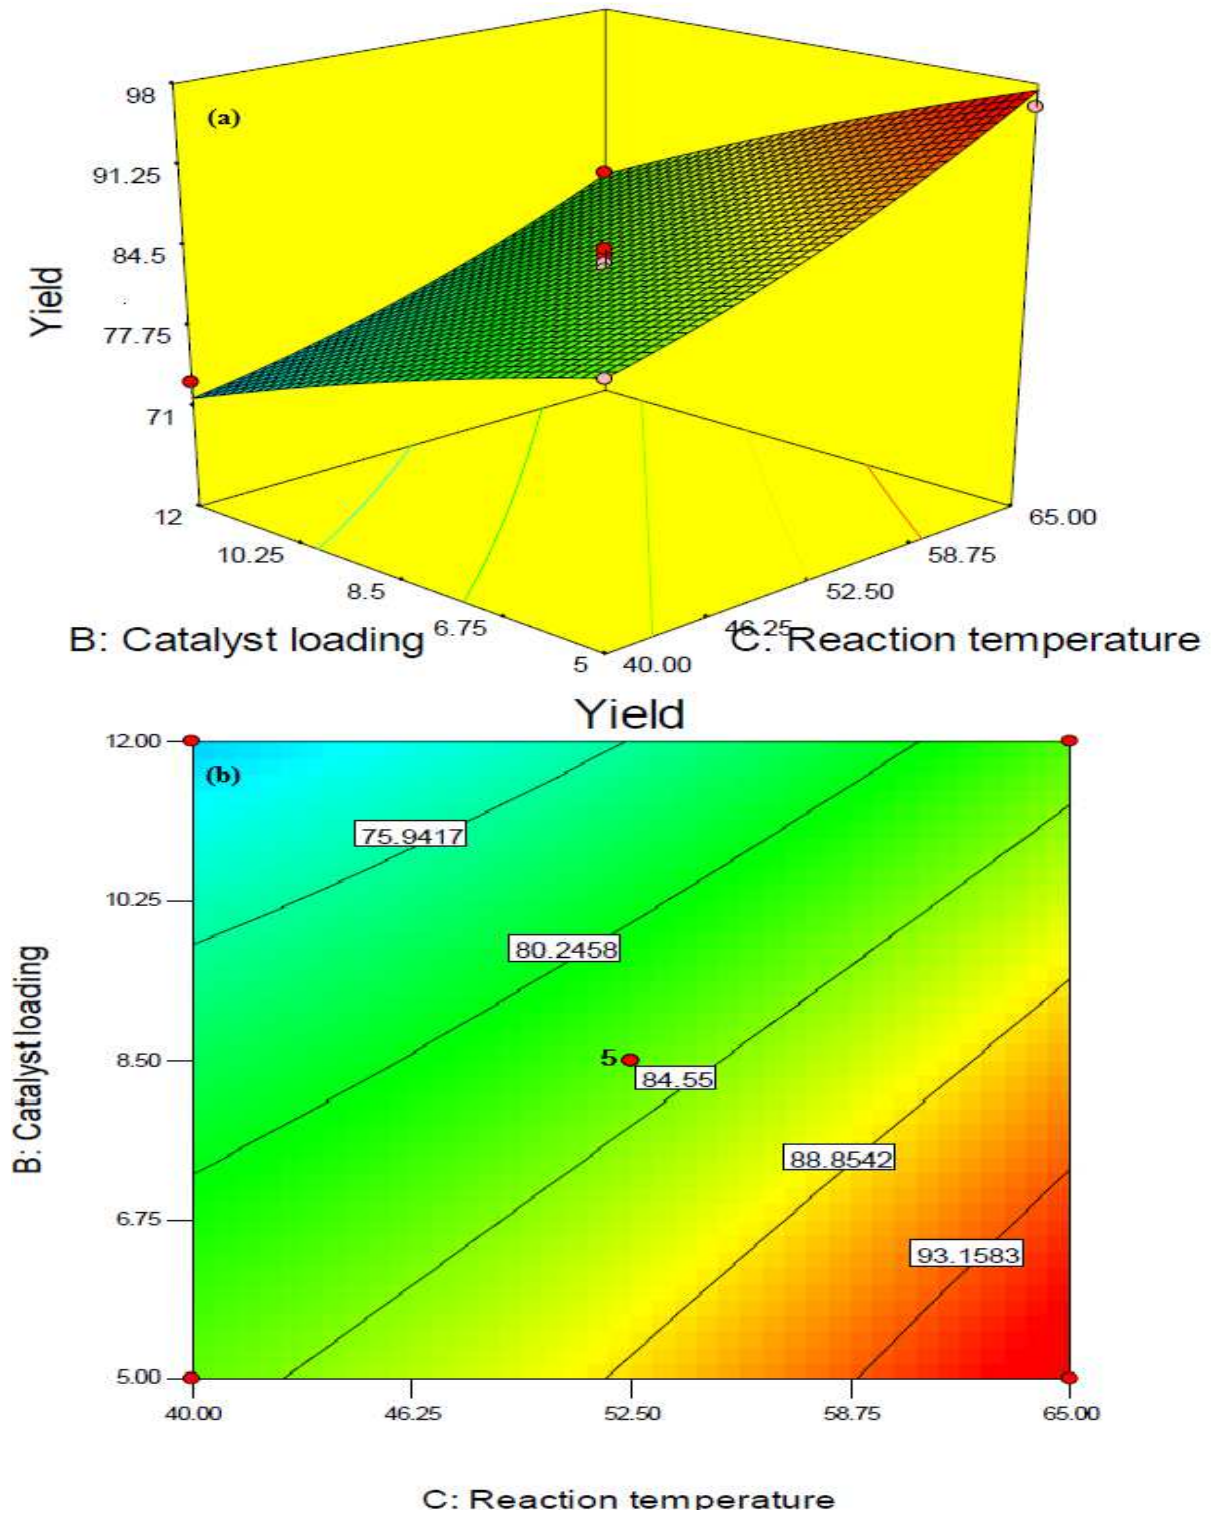 98
(a)
91.25
84.5
Yield
77.75
71
12
65.00
10.25
58.75
8.5
52.50
6.75
46.25
B: Catalyst loading
C: Reaction temperature
5
40.00
Yield
12.00
(b)
75.9417
10.25
80.2458
B: Catalyst loading
8.50
5
84.55
88.8542
6.75
93.1583
5.00
40.00 46.25 52.50 58.75 65.00
C: Reaction temperature